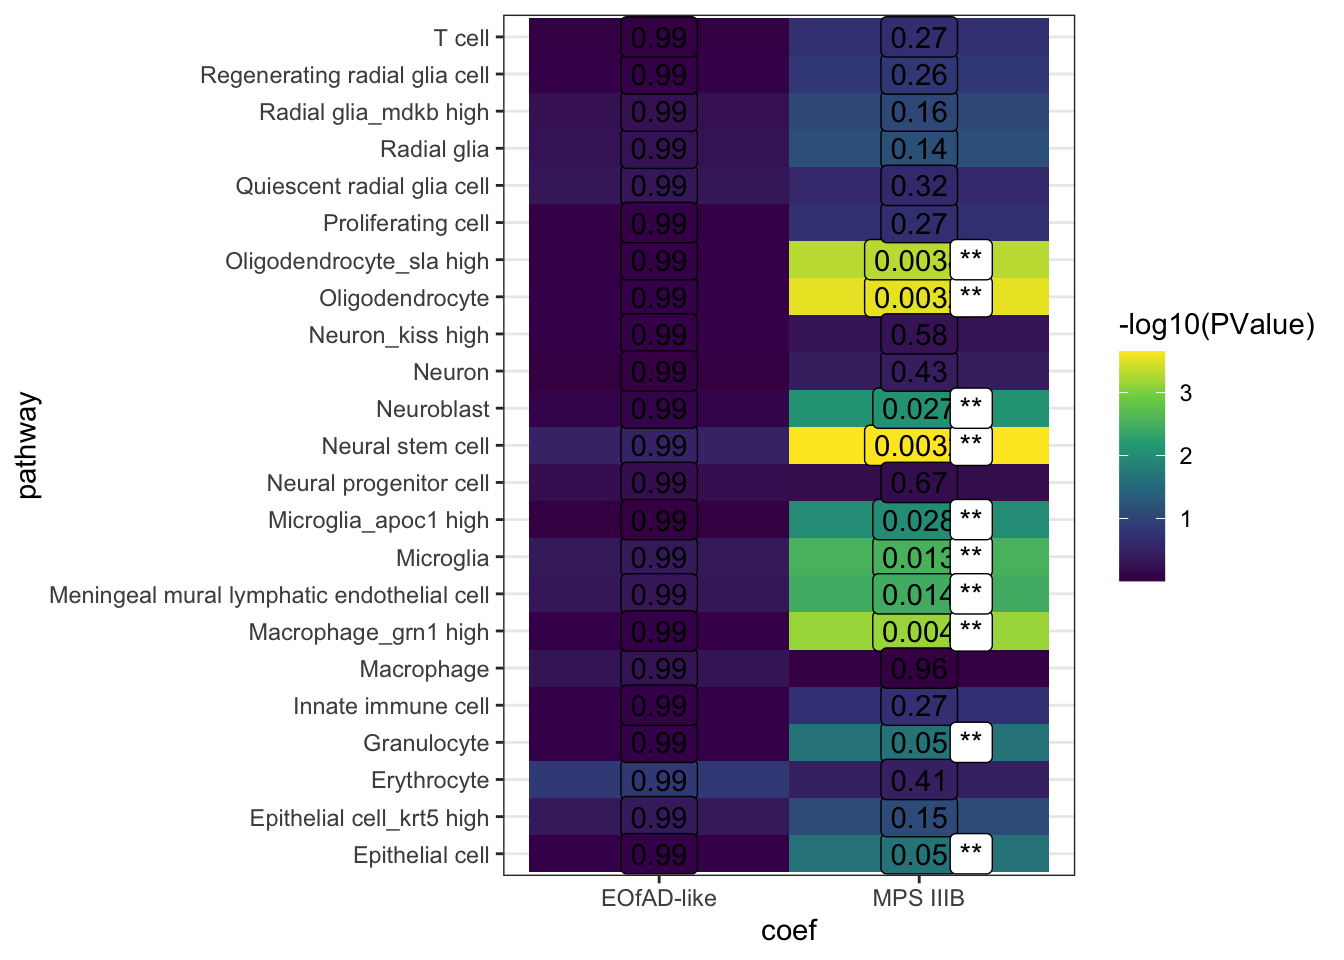 T cell 0.99 0.27
Regenerating radial glia cell 0.99 0.26
Radial glia_mdkb high 0.99 0.16
Radial glia 0.99 0.14
Quiescent radial glia cell 0.99 0.32
Proliferating cell 0.99 0.27
Oligodendrocyte_sla high 0.99 0.003 **
Oligodendrocyte 0.99 0.003 **
Neuron_kiss high 0.99 0.58
Neuron 0.99 0.43
Neuroblast 0.99 0.027 **
Neural stem cell 0.99 0.003 **
Neural progenitor cell 0.99 0.67
Microglia_apoc1 high 0.99 0.028 **
Microglia 0.99 0.013 **
Meningeal mural lymphatic endothelial cell 0.99 0.014 **
Macrophage_grn1 high 0.99 0.004 **
Macrophage 0.99 0.96
Innate immune cell 0.99 0.27
Granulocyte 0.99 0.05 **
Erythrocyte 0.99 0.41
Epithelial cell_krt5 high 0.99 0.15
Epithelial cell 0.99 0.05 **
EOfAD-like MPS IIIB
coef
pathway
-log10(PValue)
3
2
1